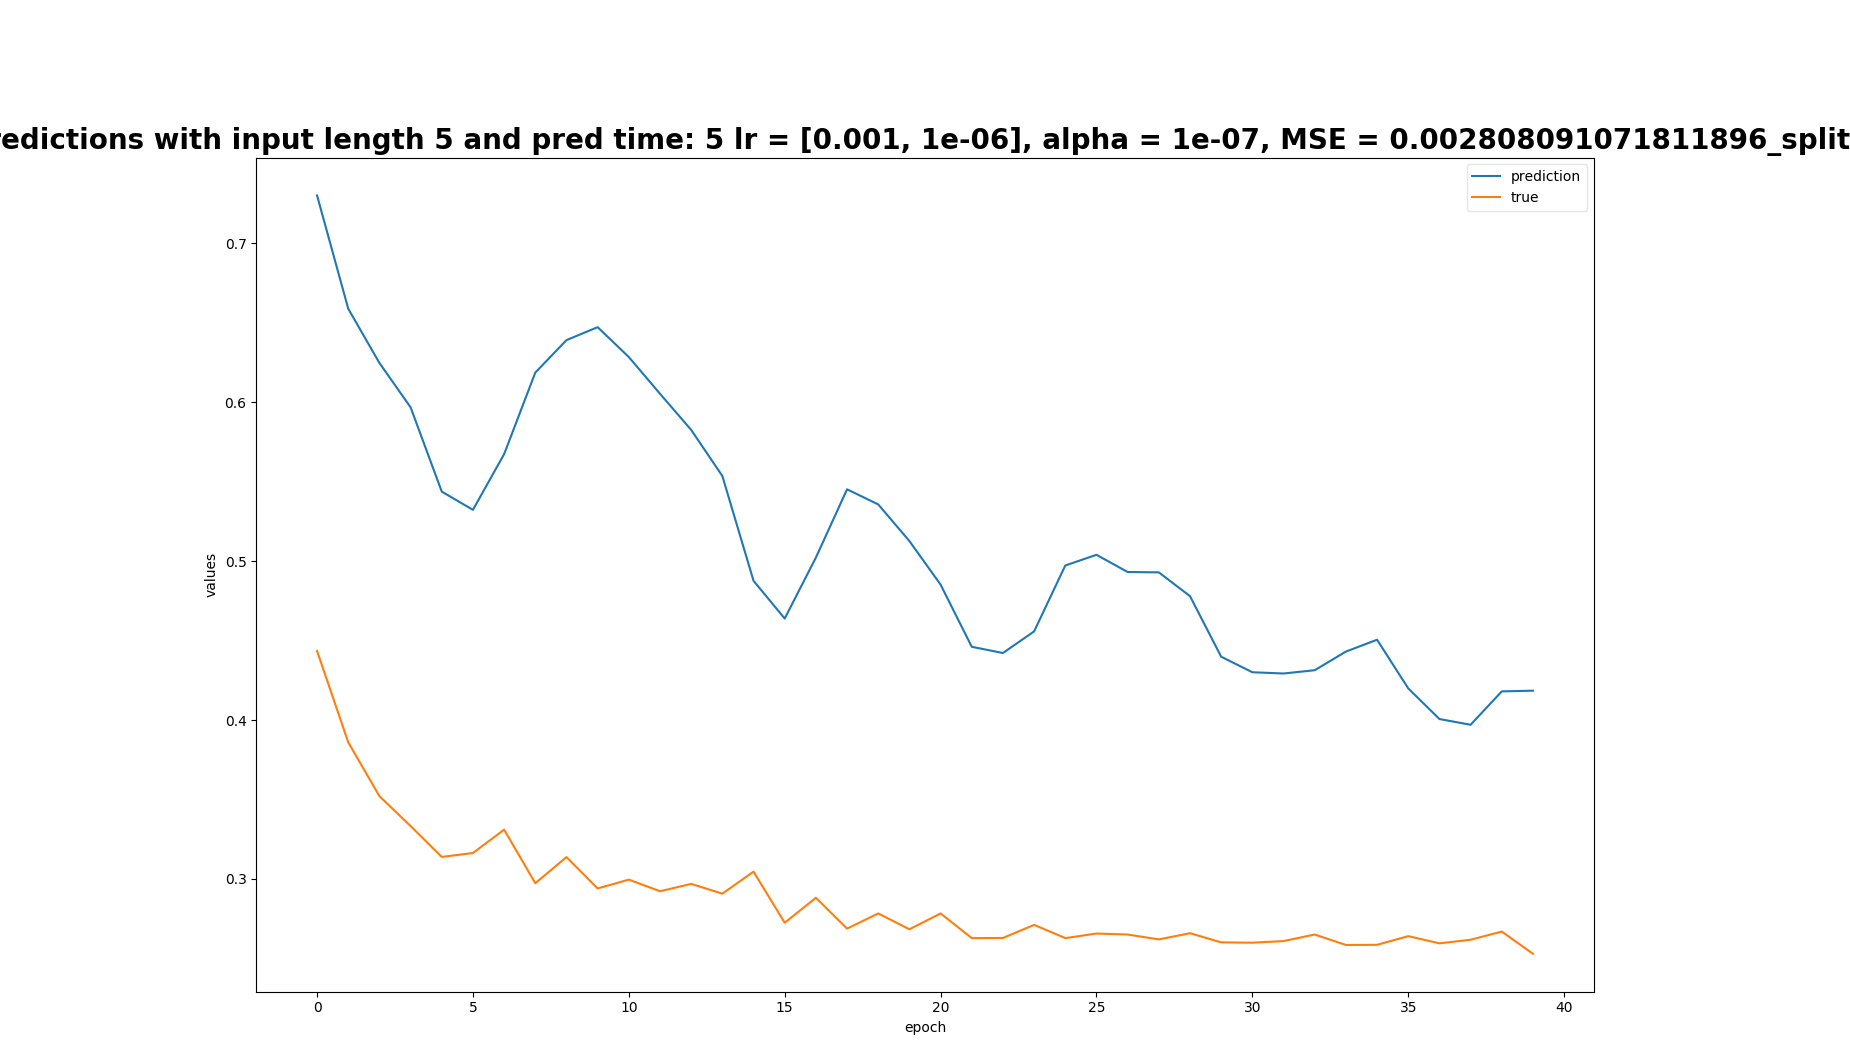 redictions with input length 5 and pred time: 5 lr = [0.001, 1e-06], alpha = 1e-07, MSE = 0.002808091071811896_split
prediction
true
0.7
0.6
0.5
0.4
0.3
values
0 5 10 15 20 25 30 35 40
epoch